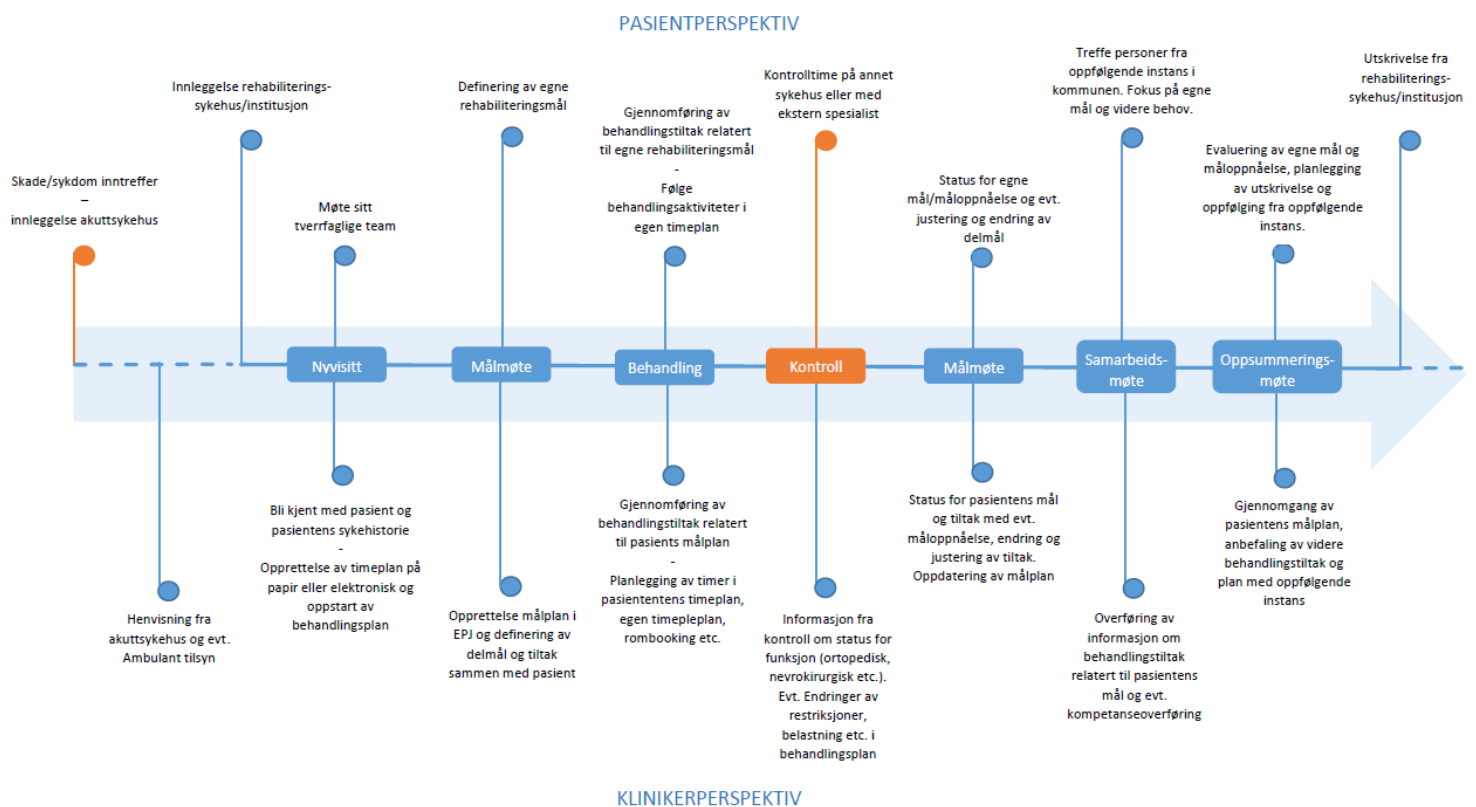 PASIENTPERSPEKTIV
Skade/sykdom inntreffer
–
innleggelse akuttsykehus
Innleggelse rehabiliterings-
sykehus/institusjon
Møte sitt
tverrfaglige team
Definering av egne
rehabiliteringsmål
Gjennomføring av
behandlingstiltak relatert
til egne rehabiliteringsmål
-
Følge
behandlingsaktiviteter i
egen timeplan
Kontrolltime på annet
sykehus eller med
ekstern spesialist
Status for egne
mål/måloppnåelse og evt.
justering og endring av
delmål
Treffe personer fra
oppfølgende instans i
kommunen. Fokus på egne
mål og videre behov.
Evaluering av egne mål og
måloppnåelse, planlegging
av utskrivelse og
oppfølging fra oppfølgende
instans.
Utskrivelse fra
rehabiliterings-
sykehus/institusjon
Nyvisitt
Målmøte
Behandling
Kontroll
Målmøte
Samarbeids-
møte
Oppsummerings-
møte
Henvisning fra
akuttsykehus og evt.
Ambulant tilsyn
Bli kjent med pasient og
pasientens sykehistorie
-
Opprettelse av timeplan på
papir eller elektronisk og
oppstart av
behandlingsplan
Opprettelse målplan i
EPJ og definering av
delmål og tiltak
sammen med pasient
Gjennomføring av
behandlingstiltak relatert
til pasients målplan
-
Planlegging av timer i
pasiententens timeplan,
egen timepleplan,
rombooking etc.
Informasjon fra
kontroll om status for
funksjon (ortopedisk,
nevrokirurgisk etc.).
Evt. Endringer av
restriksjoner,
belastning etc. i
behandlingsplan
Status for pasientens mål
og tiltak med evt.
måloppnåelse, endring og
justering av tiltak.
Oppdatering av målplan
Overføring av
informasjon om
behandlingstiltak
relatert til pasientens
mål og evt.
kompetanseoverføring
Gjennomgang av
pasientens målplan,
anbefaling av videre
behandlingstiltak og
plan med oppfølgende
instans
KLINIKERPERSPEKTIV